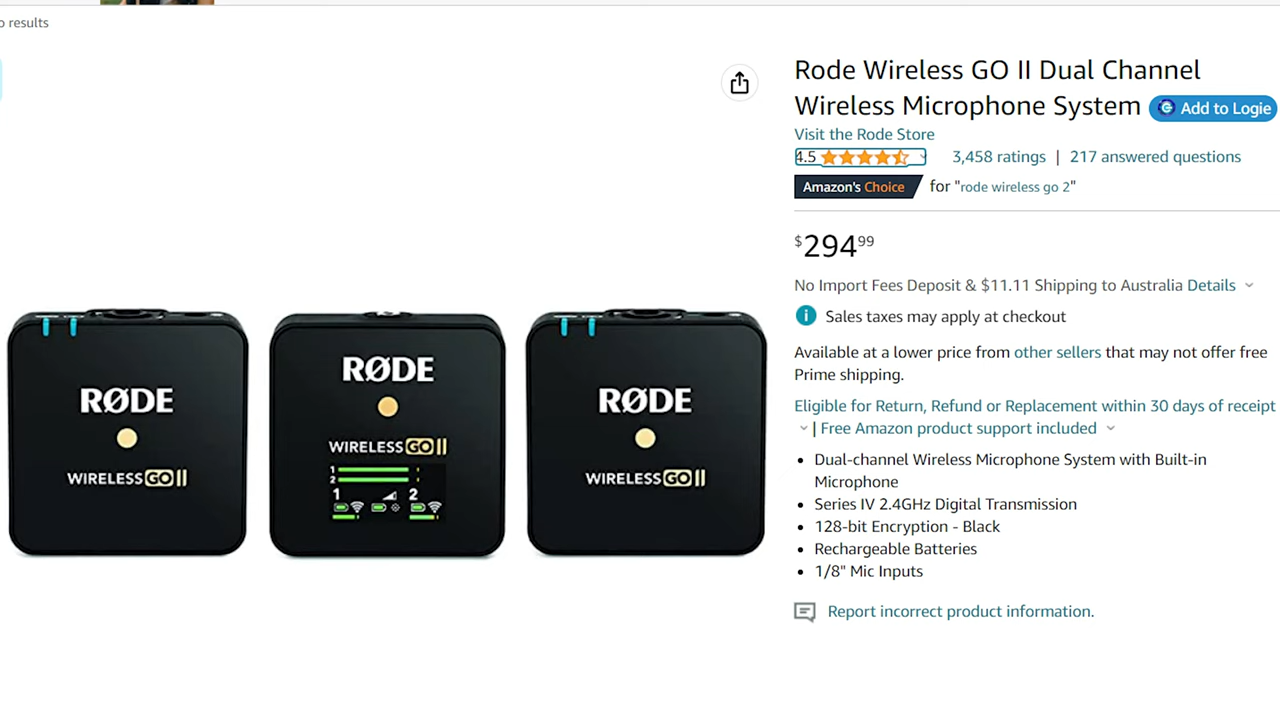 o results
Rode Wireless GO II Dual Channel
Wireless Microphone System Add to Logie
Visit the Rode Store
4.5 3,458 ratings | 217 answered questions
Amazon's Choice for "rode wireless go 2"
$294.99
No Import Fees Deposit & $11.11 Shipping to Australia Details
i Sales taxes may apply at checkout
Available at a lower price from other sellers that may not offer free
Prime shipping.
Eligible for Return, Refund or Replacement within 30 days of receipt
| Free Amazon product support included
• Dual-channel Wireless Microphone System with Built-in
Microphone
• Series IV 2.4GHz Digital Transmission
• 128-bit Encryption - Black
• Rechargeable Batteries
• 1/8" Mic Inputs
Report incorrect product information.
RØDE
WIRELESS GO II
RØDE
WIRELESS GO II
1
2
1 2
RØDE
WIRELESS GO II